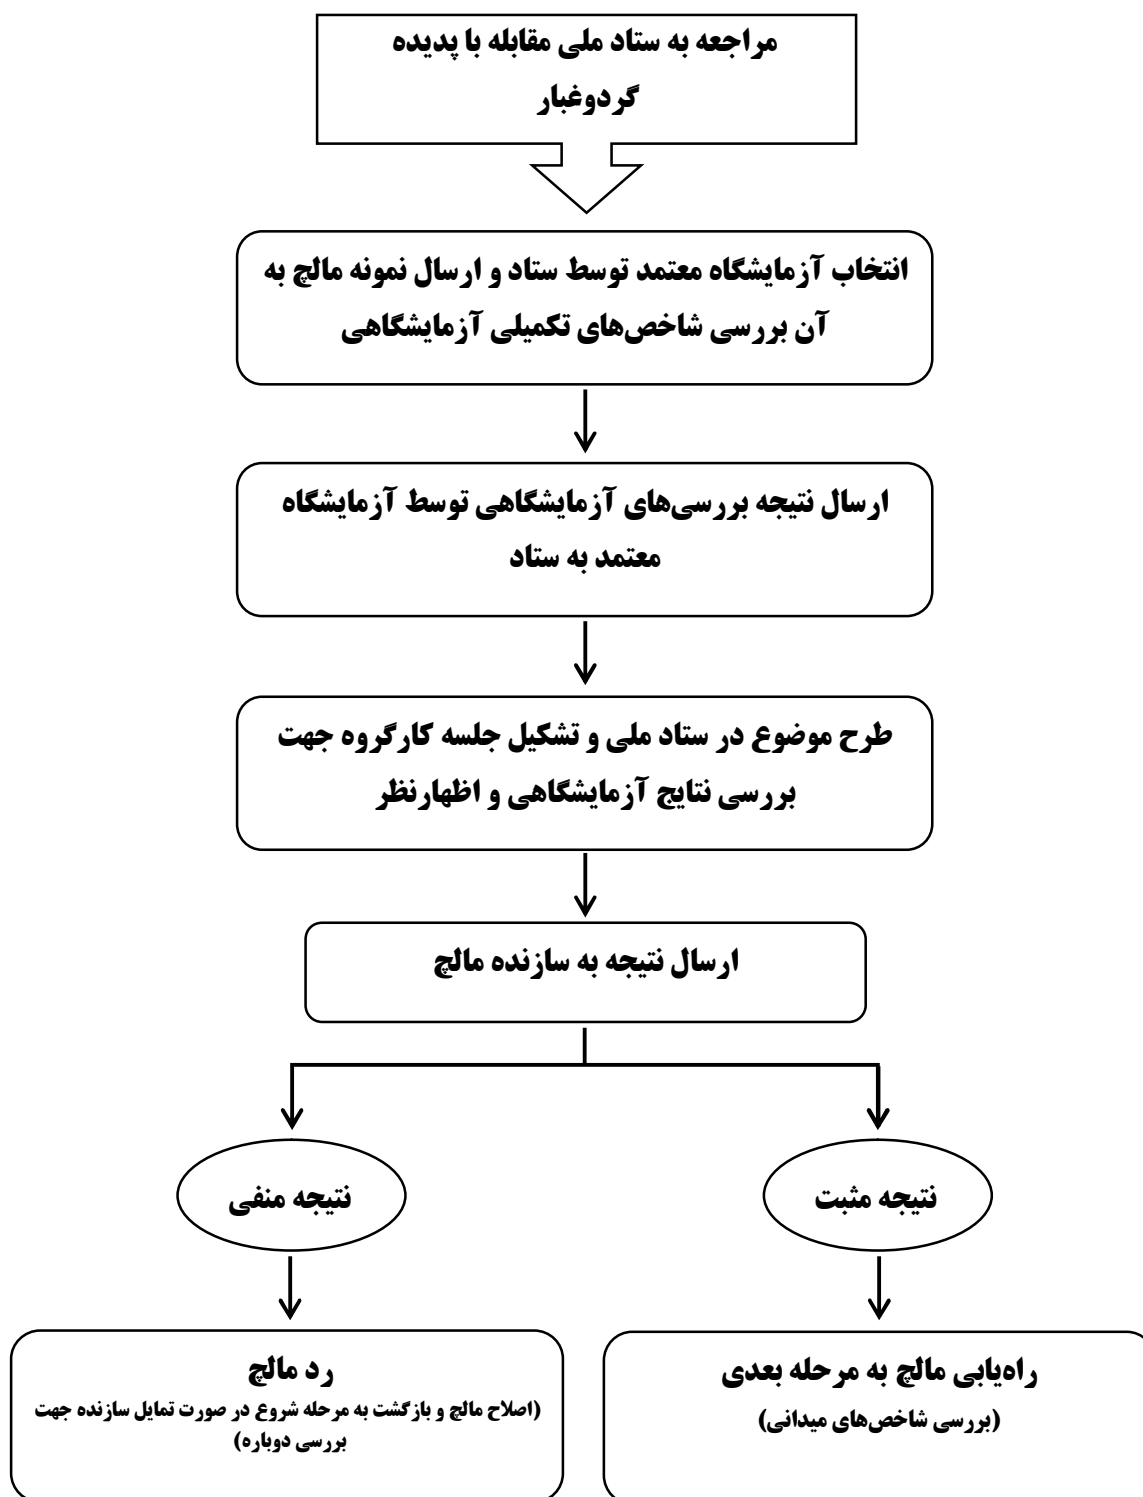 مراجعه به ستاد ملی مقابله با پدیده
گردوغبار
انتخاب آزمایشگاه معتمد توسط ستاد و ارسال نمونه مالچ به
آن بررسی شاخص‌های تکمیلی آزمایشگاهی
ارسال نتیجه بررسی‌های آزمایشگاهی توسط آزمایشگاه
معتمد به ستاد
طرح موضوع در ستاد ملی و تشکیل جلسه کارگروه جهت
بررسی نتایج آزمایشگاهی و اظهارنظر
ارسال نتیجه به سازنده مالچ
نتیجه مثبت
نتیجه منفی
راه‌یابی مالچ به مرحله بعدی
(بررسی شاخص‌های میدانی)
رد مالچ
(اصلاح مالچ و بازگشت به مرحله شروع در صورت تمایل سازنده جهت
بررسی دوباره)